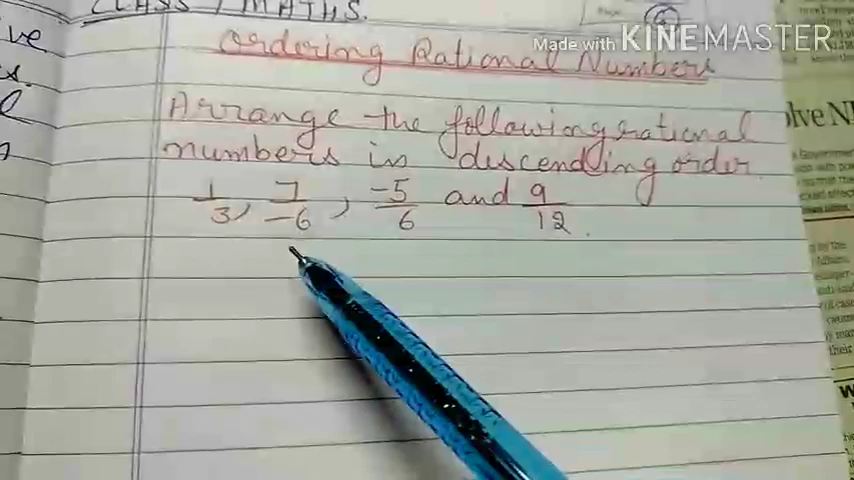 CLASS 7 MATHS.
Made with KINEMASTER
Ordering Rational Numbers
Arrange the following rational
numbers in descending order.
1/3, 7/-6, -5/6 and 9/12.